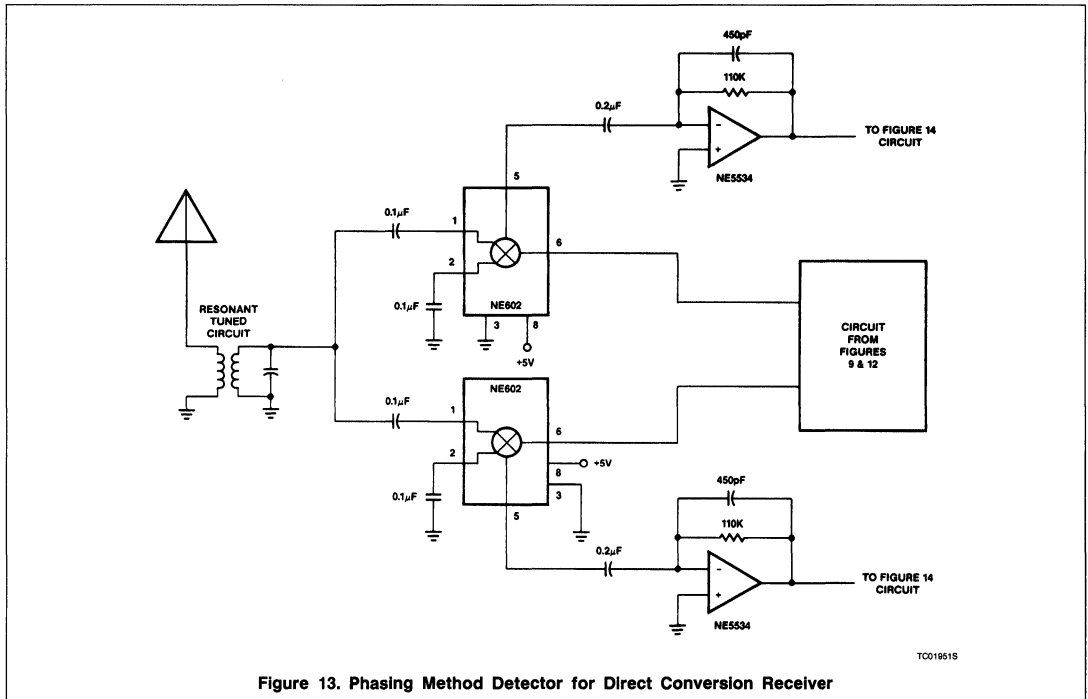 450pF
110K
0.2μF
-
+
NE5534
TO FIGURE 14
CIRCUIT
5
0.1μF
1
6
2
0.1μF
NE602
3
8
+5V
RESONANT
TUNED
CIRCUIT
CIRCUIT
FROM
FIGURES
9 & 12
NE602
0.1μF
1
6
2
+5V
8
3
0.1μF
5
450pF
110K
0.2μF
-
+
NE5534
TO FIGURE 14
CIRCUIT
TC01951S
Figure 13. Phasing Method Detector for Direct Conversion Receiver